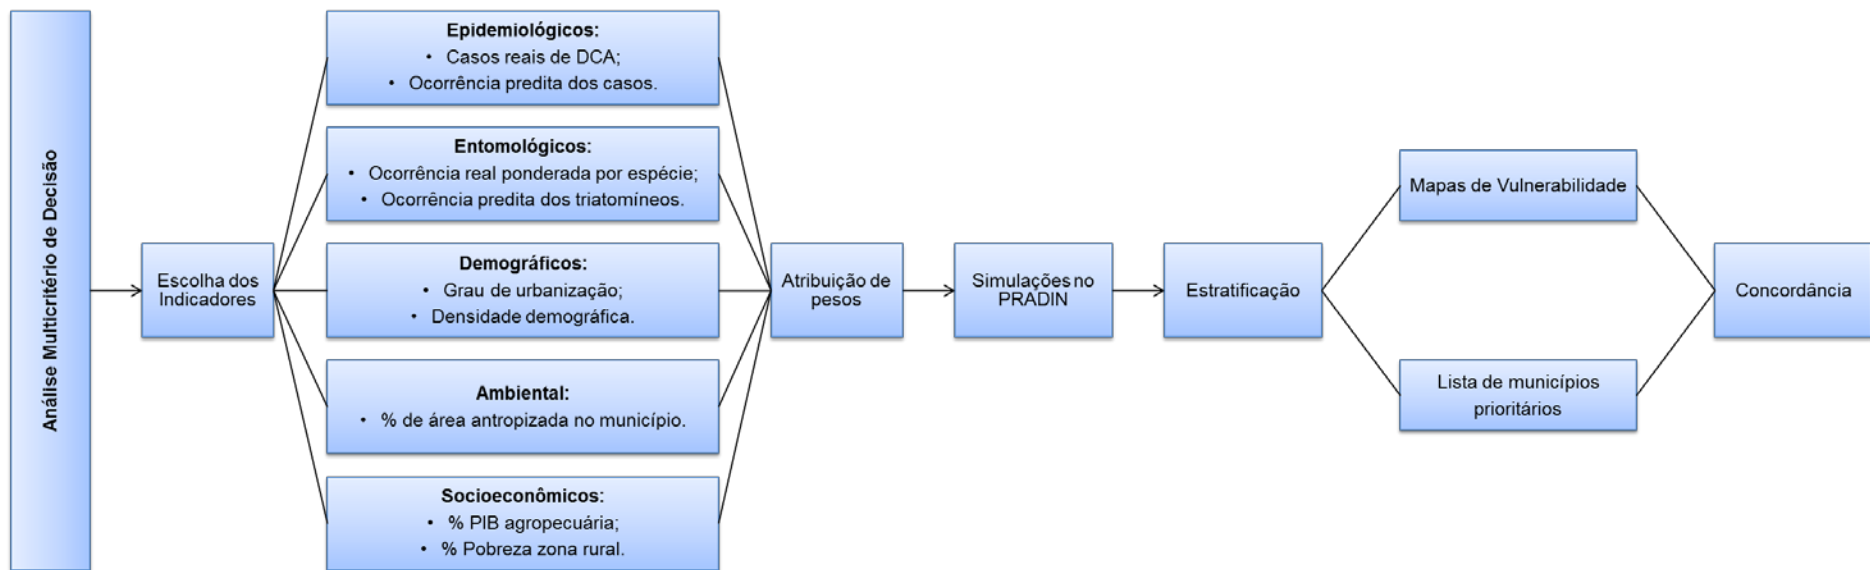 Análise Multicritério de Decisão
Escolha dos
Indicadores
Epidemiológicos:
• Casos reais de DCA;
• Ocorrência predita dos casos.
Entomológicos:
• Ocorrência real ponderada por espécie;
• Ocorrência predita dos triatomíneos.
Demográficos:
• Grau de urbanização;
• Densidade demográfica.
Ambiental:
• % de área antropizada no município.
Socioeconômicos:
• % PIB agropecuária;
• % Pobreza zona rural.
Atribuição de
pesos
Simulações no
PRADIN
Estratificação
Mapas de Vulnerabilidade
Lista de municípios
prioritários
Concordância